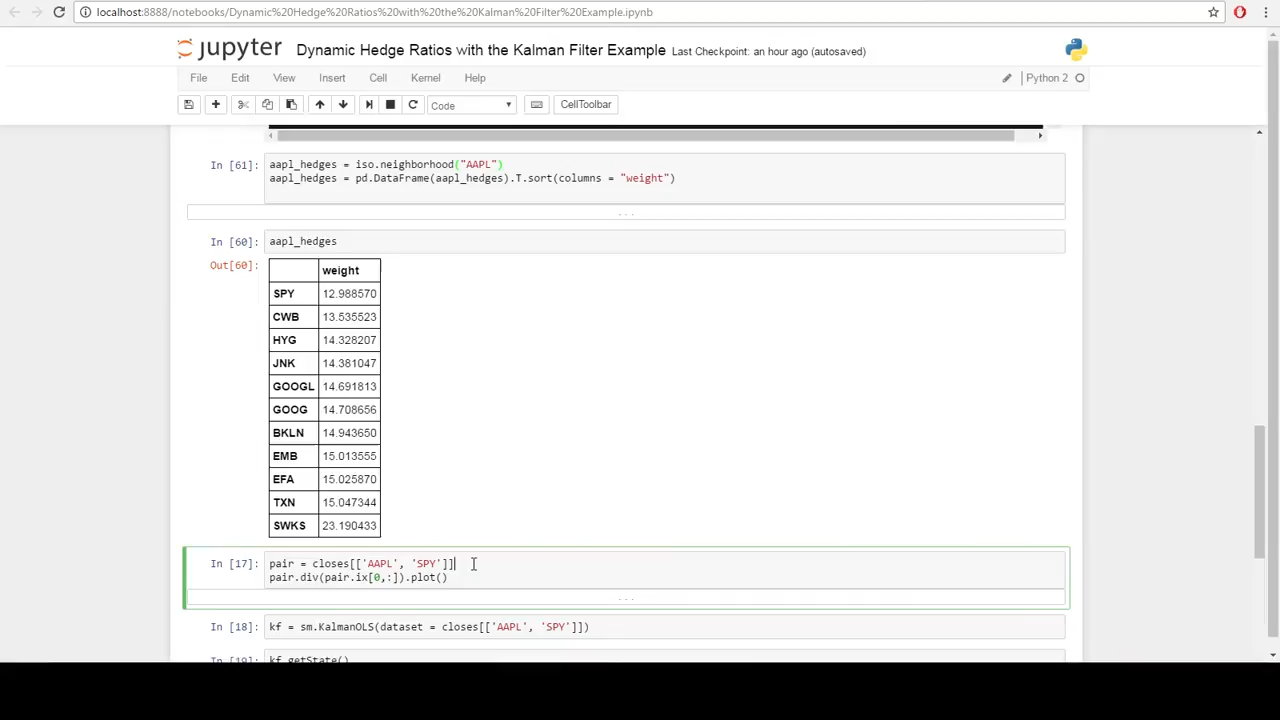 localhost:8888/notebooks/Dynamic%20Hedge%20Ratios%20with%20the%20Kalman%20Filter%20Example.ipynb
jupyter Dynamic Hedge Ratios with the Kalman Filter Example Last Checkpoint: an hour ago (autosaved)
File Edit View Insert Cell Kernel Help Python 2
Code CellToolbar
In [61]: aapl_hedges = iso.neighborhood("AAPL")
aapl_hedges = pd.DataFrame(aapl_hedges).T.sort(columns = "weight")
...
In [60]: aapl_hedges
Out[60]:
weight
SPY 12.988570
CWB 13.535523
HYG 14.328207
JNK 14.381047
GOOGL 14.691813
GOOG 14.708656
BKLN 14.943650
EMB 15.013555
EFA 15.025870
TXN 15.047344
SWKS 23.190433
In [17]: pair = closes[['AAPL', 'SPY']]
pair.div(pair.ix[0,:]).plot()
...
In [18]: kf = sm.KalmanOLS(dataset = closes[['AAPL', 'SPY']])
In [19]: kf.getState()